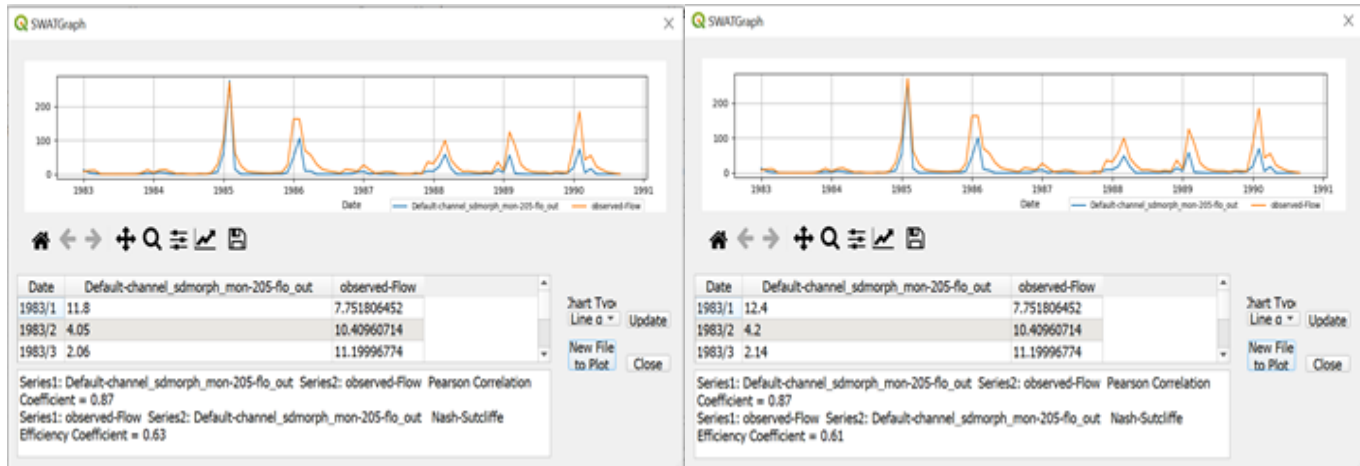 SWATGraph
200
100
0
1983 1984 1985 1986 1987 1988 1989 1990 1991
Date
Default-channel_sdmorph_mon-205-flo_out observed-Flow
Date Default-channel_sdmorph_mon-205-flo_out observed-Flow
1983/1 11.8 7.751806452
1983/2 4.05 10.40960714
1983/3 2.06 11.19996774
Line
Update
New File
to Plot
Close
Series1: Default-channel_sdmorph_mon-205-flo_out Series2: observed-Flow Pearson Correlation
Coefficient = 0.87
Series1: observed-Flow Series2: Default-channel_sdmorph_mon-205-flo_out Nash-Sutcliffe
Efficiency Coefficient = 0.63
SWATGraph
200
100
0
1983 1984 1985 1986 1987 1988 1989 1990 1991
Date
Default-channel_sdmorph_mon-205-flo_out observed-Flow
Date Default-channel_sdmorph_mon-205-flo_out observed-Flow
1983/1 12.4 7.751806452
1983/2 4.2 10.40960714
1983/3 2.14 11.19996774
Line
Update
New File
to Plot
Close
Series1: Default-channel_sdmorph_mon-205-flo_out Series2: observed-Flow Pearson Correlation
Coefficient = 0.87
Series1: observed-Flow Series2: Default-channel_sdmorph_mon-205-flo_out Nash-Sutcliffe
Efficiency Coefficient = 0.61